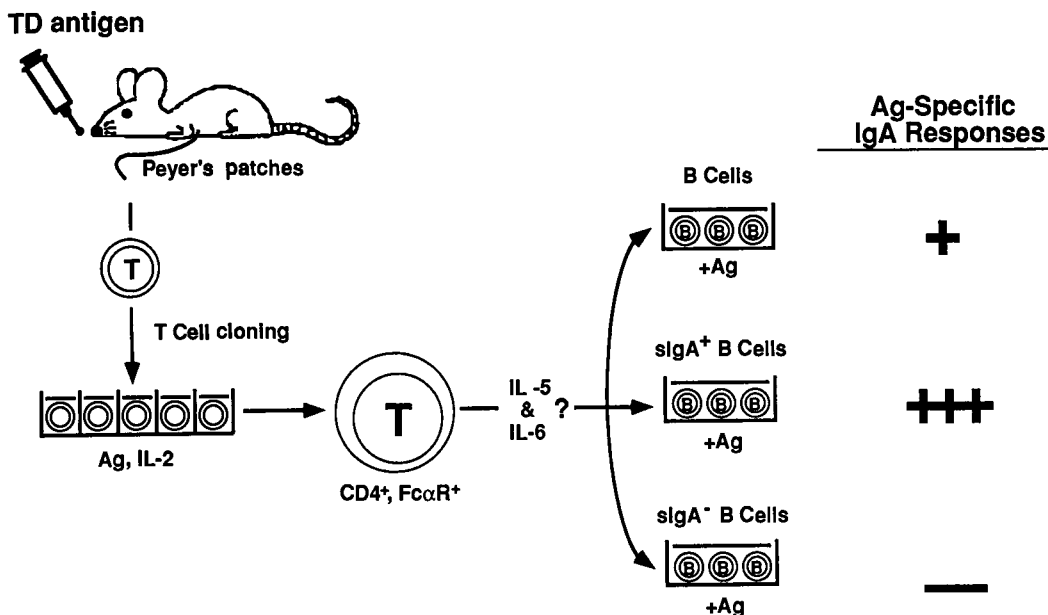 TD antigen
Peyer's patches
T
T Cell cloning
Ag, IL-2
T
CD4⁺, FcαR⁺
IL -5
&
IL-6
?
Ag-Specific
IgA Responses
B Cells
B B B
+Ag
+
sIgA⁺ B Cells
B B B
+Ag
+++
sIgA⁻ B Cells
B B B
+Ag
—